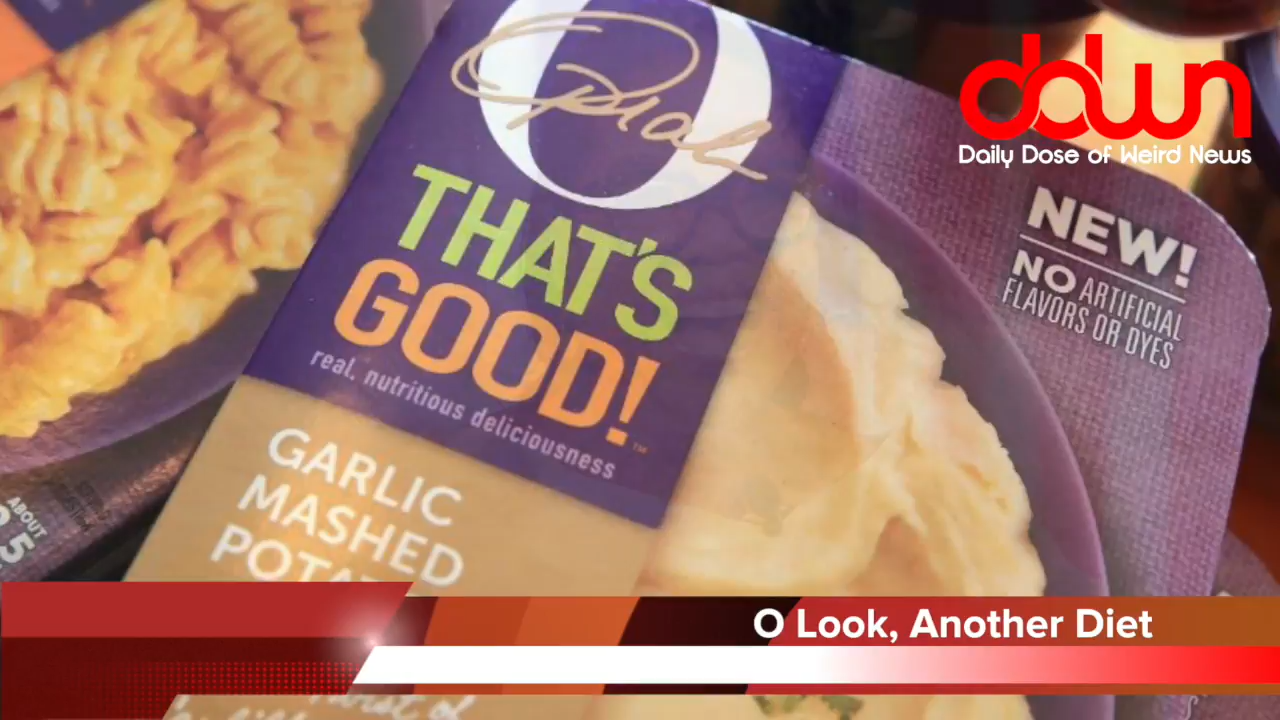 O
Oprah
THAT'S
GOOD!
real, nutritious deliciousness
GARLIC
MASHED
NEW!
NO ARTIFICIAL
FLAVORS OR DYES
ddwn
Daily Dose of Weird News
ABOUT
O Look, Another Diet